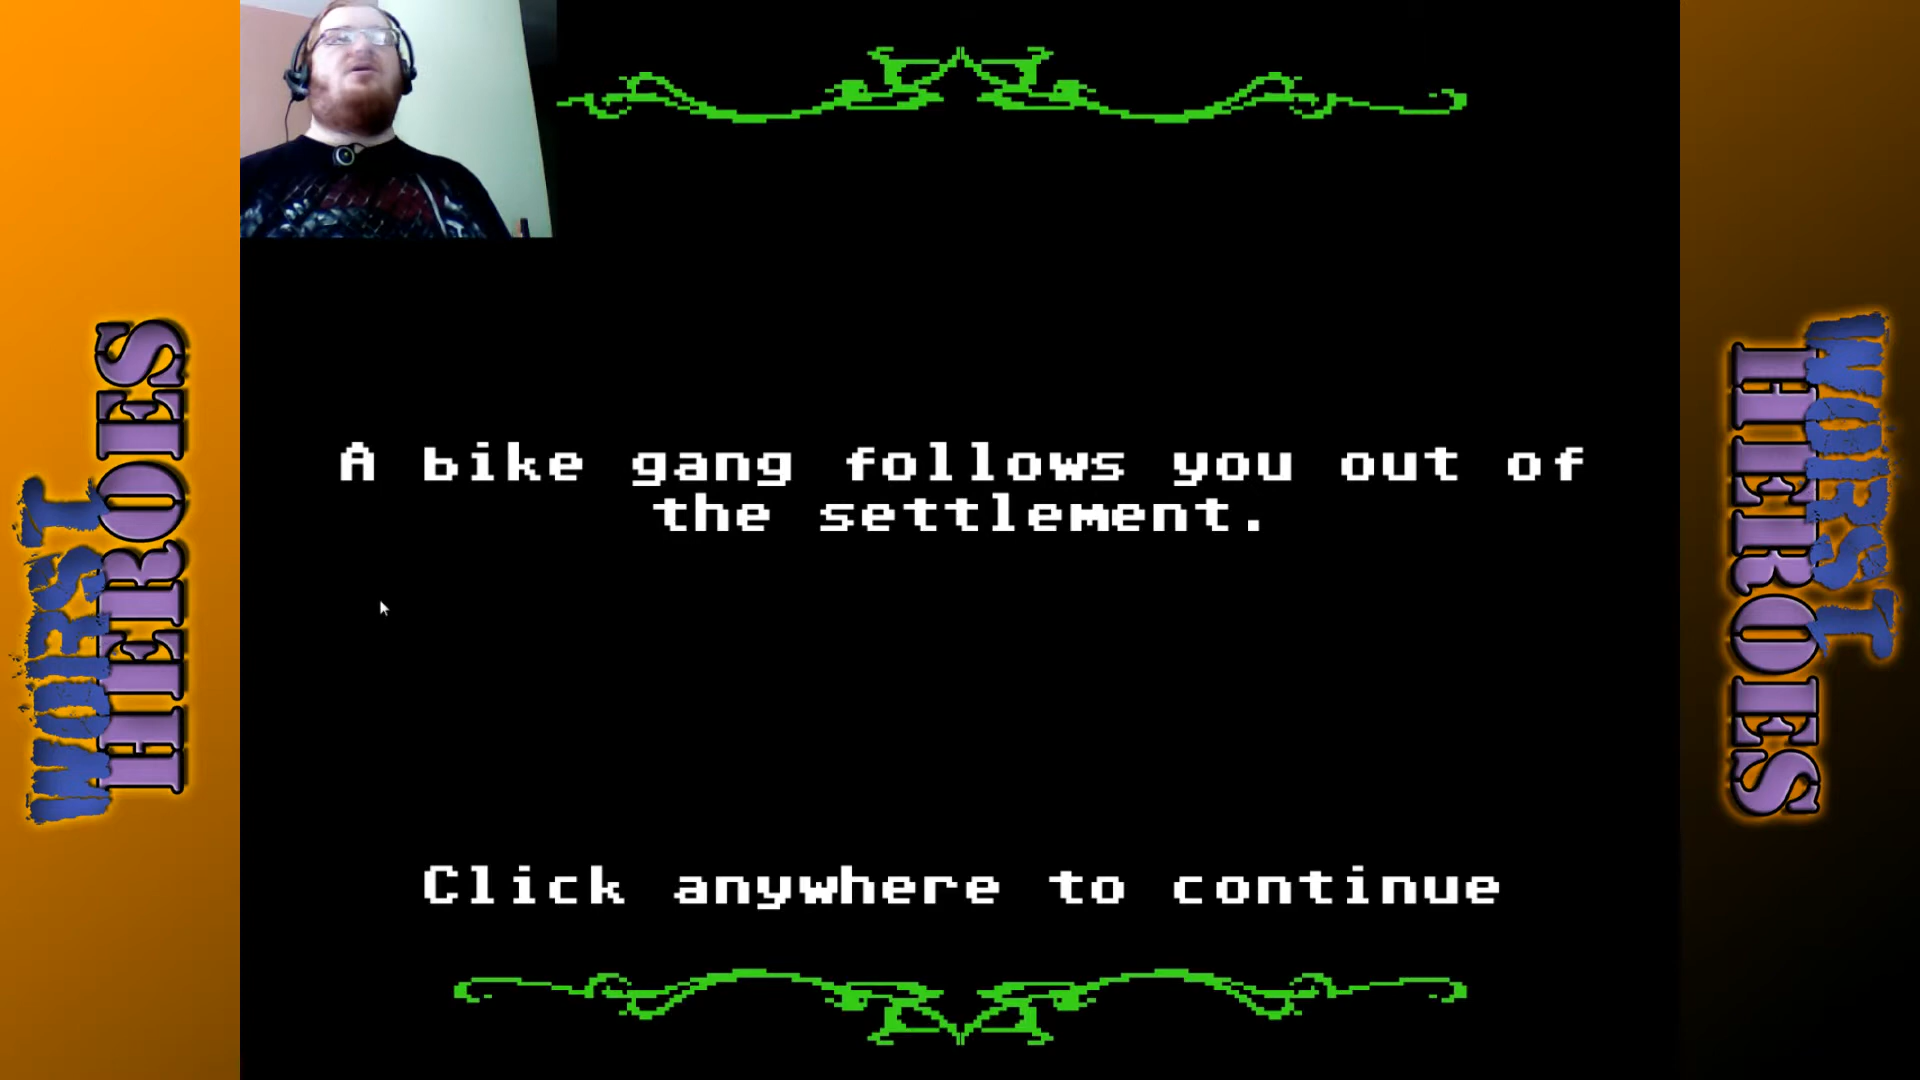 WORST
HEROES
A bike gang follows you out of
the settlement.
Click anywhere to continue
WORST
HEROES